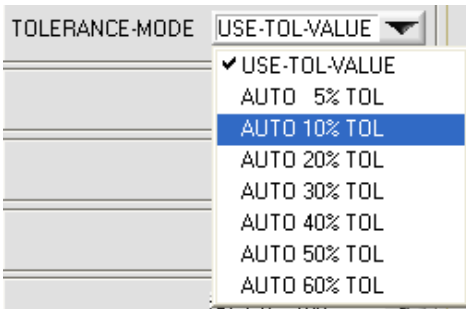 TOLERANCE-MODE USE-TOL-VALUE
USE-TOL-VALUE
AUTO 5% TOL
AUTO 10% TOL
AUTO 20% TOL
AUTO 30% TOL
AUTO 40% TOL
AUTO 50% TOL
AUTO 60% TOL